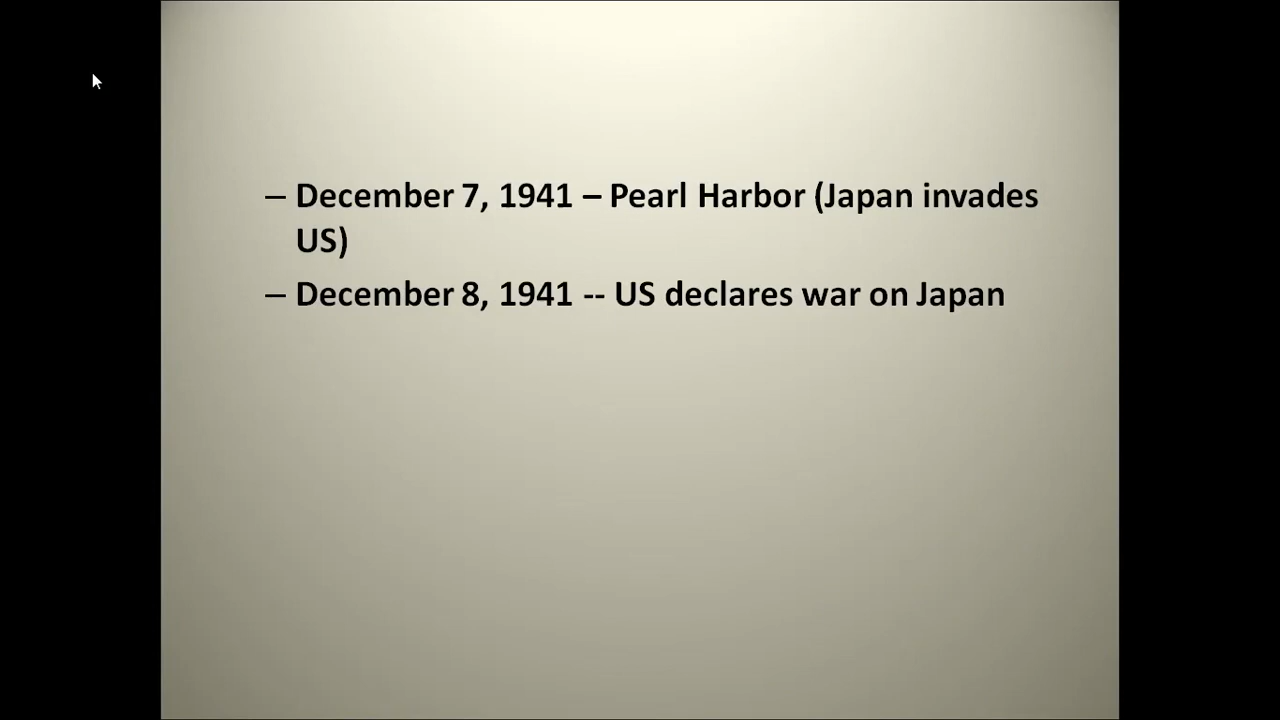 – December 7, 1941 – Pearl Harbor (Japan invades
US)
– December 8, 1941 -- US declares war on Japan